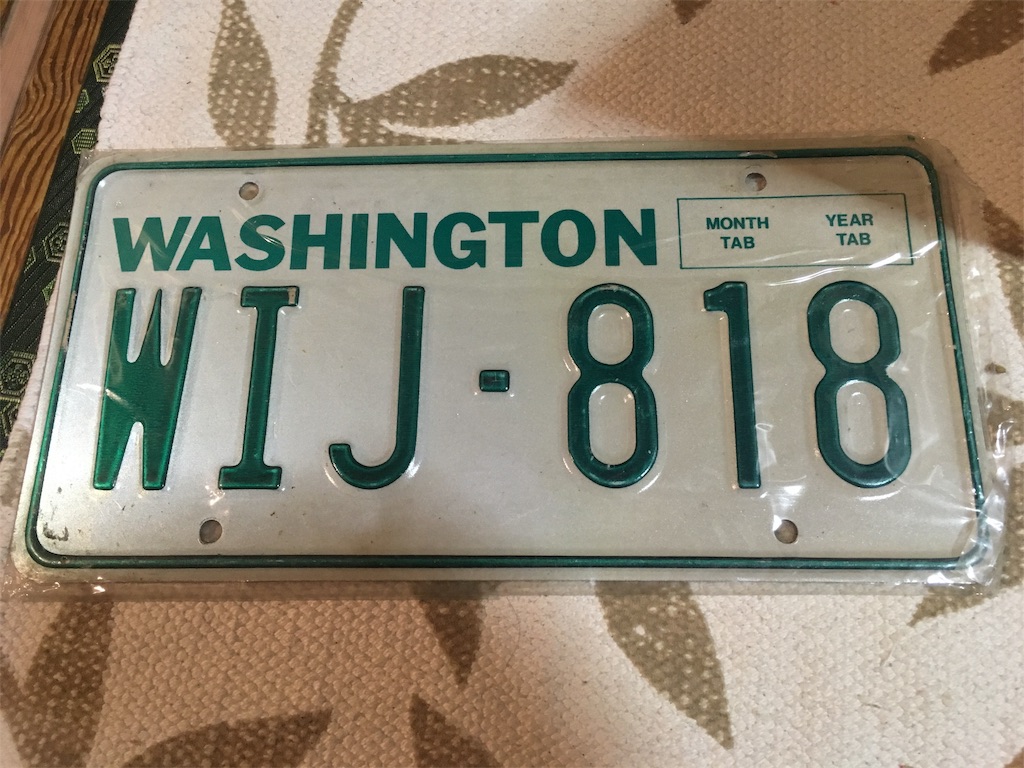 WASHINGTON
MONTH TAB
YEAR TAB
WIJ-818